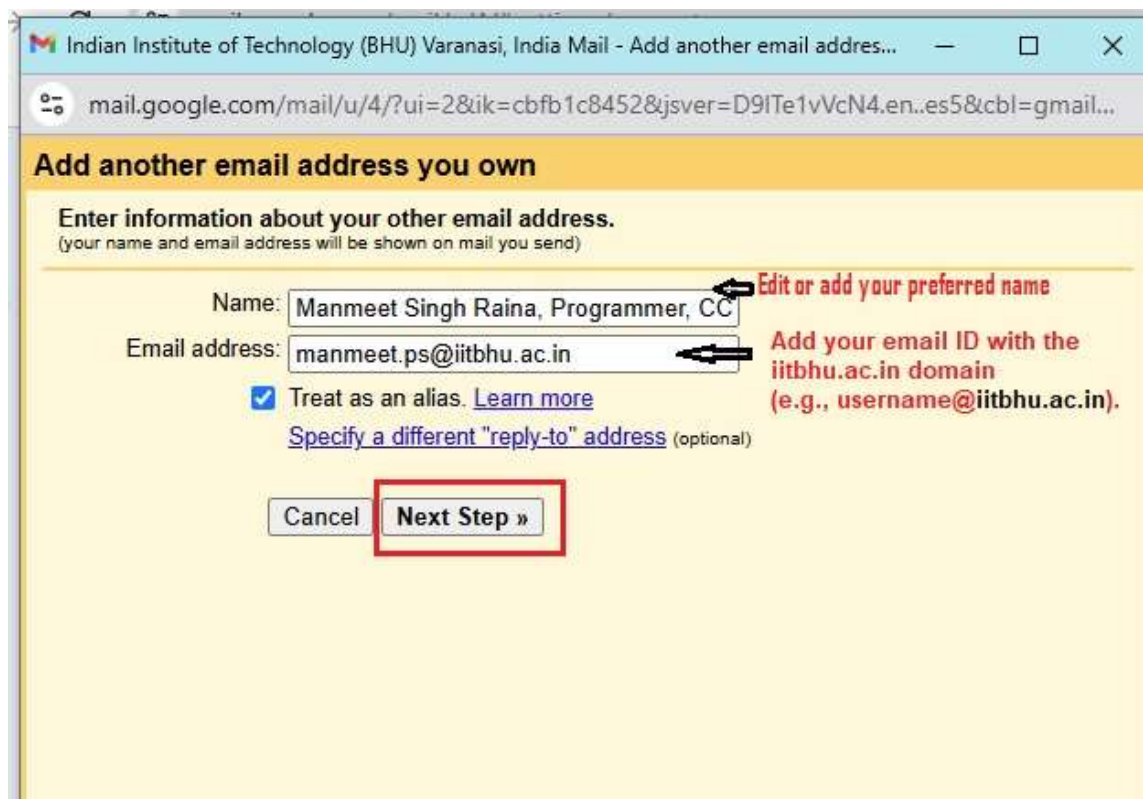 Indian Institute of Technology (BHU) Varanasi, India Mail - Add another email addres...
mail.google.com/mail/u/4/?ui=2&ik=cbfb1c8452&jsver=D9ITe1vVcN4.en..es5&cbl=gmail...
Add another email address you own
Enter information about your other email address.
(your name and email address will be shown on mail you send)
Name: Manmeet Singh Raina, Programmer, CC
Edit or add your preferred name
Email address: manmeet.ps@iitbhu.ac.in
Add your email ID with the
iitbhu.ac.in domain
(e.g., username@iitbhu.ac.in).
Treat as an alias. Learn more
Specify a different "reply-to" address (optional)
Cancel Next Step »